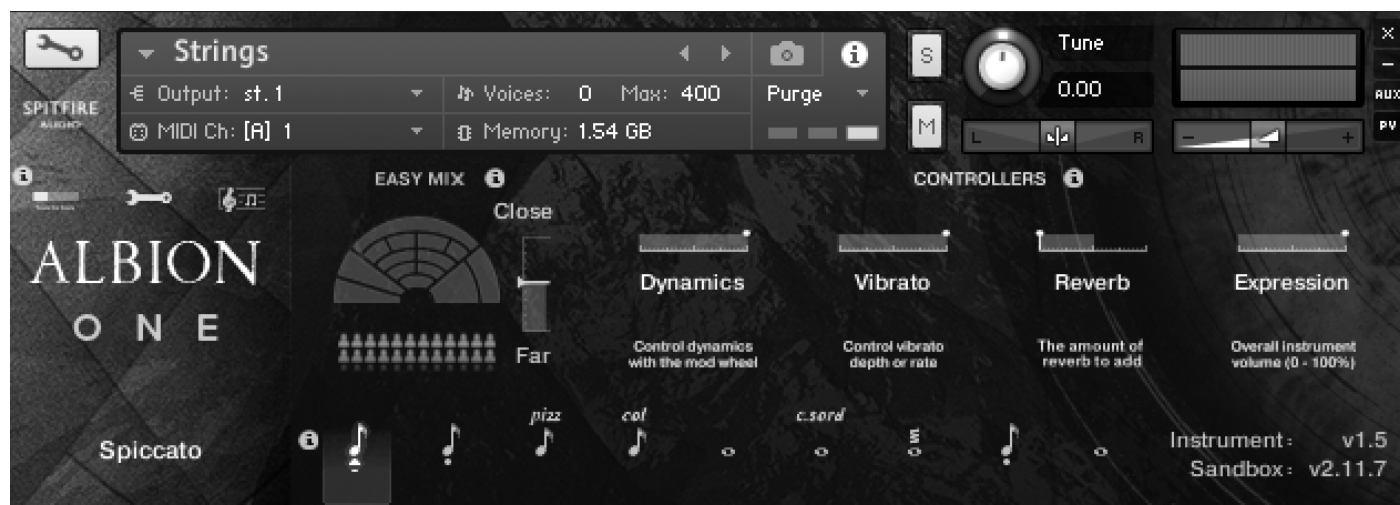 Strings
S
Tune
×
SPITFIRE
AUDIO
Output: st. 1
Voices: 0 Max: 400
Purge
0.00
AUX
MIDI Ch: [A] 1
Memory: 1.54 GB
M
L
R
- +
PV
EASY MIX
CONTROLLERS
Close
ALBION
ONE
Dynamics
Vibrato
Reverb
Expression
Far
Control dynamics
with the mod wheel
Control vibrato
depth or rate
The amount of
reverb to add
Overall instrument
volume (0 - 100%)
pizz
col
c.sord
Spiccato
Instrument: v1.5
Sandbox: v2.11.7